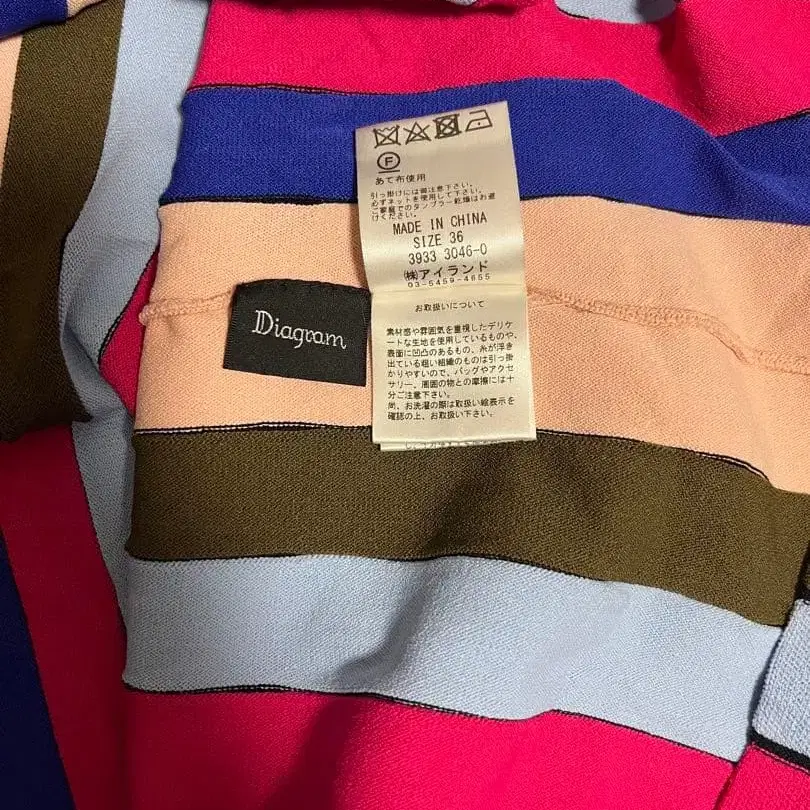 F
あて布使用
引っ掛けには御注意下さい。
必ずネットを使用して下さい。
ご家庭でのタンブラー乾燥はお避
けください。
MADE IN CHINA
SIZE 36
3933 3046-0
㈱アイランド
03-5459-4655
Diagram
お取扱いについて
素材感や雰囲気を重視したデリケ
ートな生地を使用しているものや、
表面に凹凸のあるもの、糸が浮き
出ている粗い組織のものは引っ掛
かりやすいので、バッグやアクセ
サリー、周囲の物との摩擦には十
分ご注意下さい。
尚、お洗濯の際は取扱い絵表示を
確認の上、お取扱い下さい。